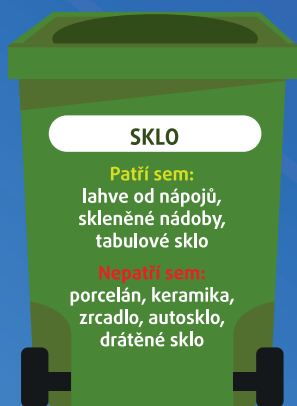 SKLO
Patří sem:
lahve od nápojů,
skleněné nádoby,
tabulové sklo
Nepatří sem:
porcelán, keramika,
zrcadlo, autosklo,
drátěné sklo